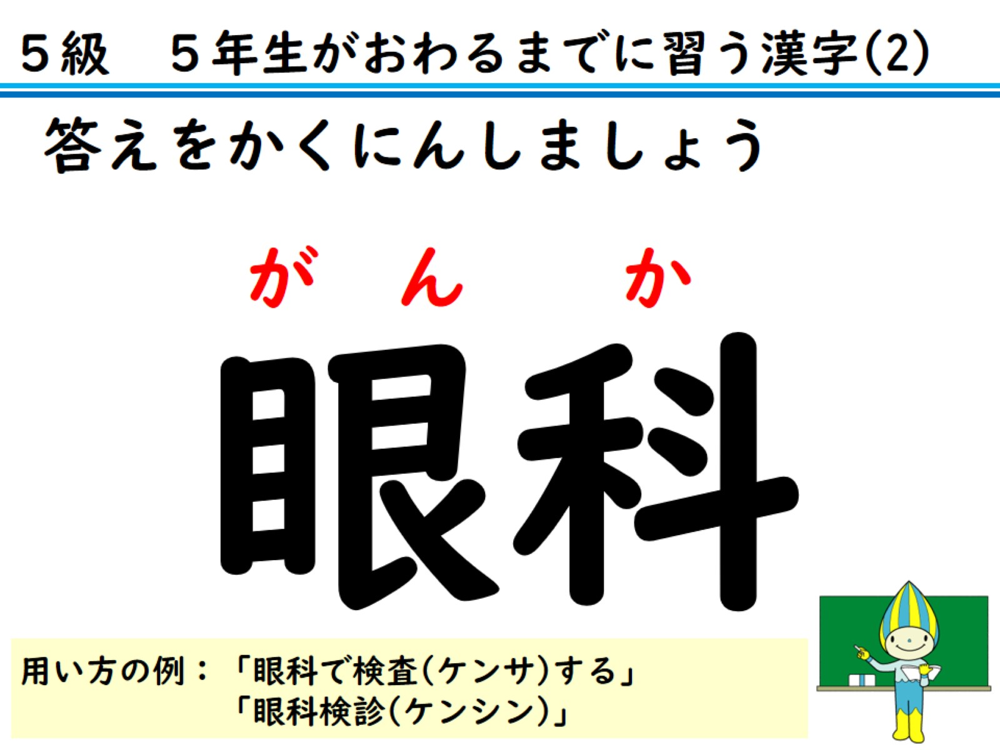 ５級　５年生がおわるまでに習う漢字(2)
答えをかくにんしましょう
がんか
眼科
用い方の例：「眼科で検査(ケンサ)する」
「眼科検診(ケンシン)」